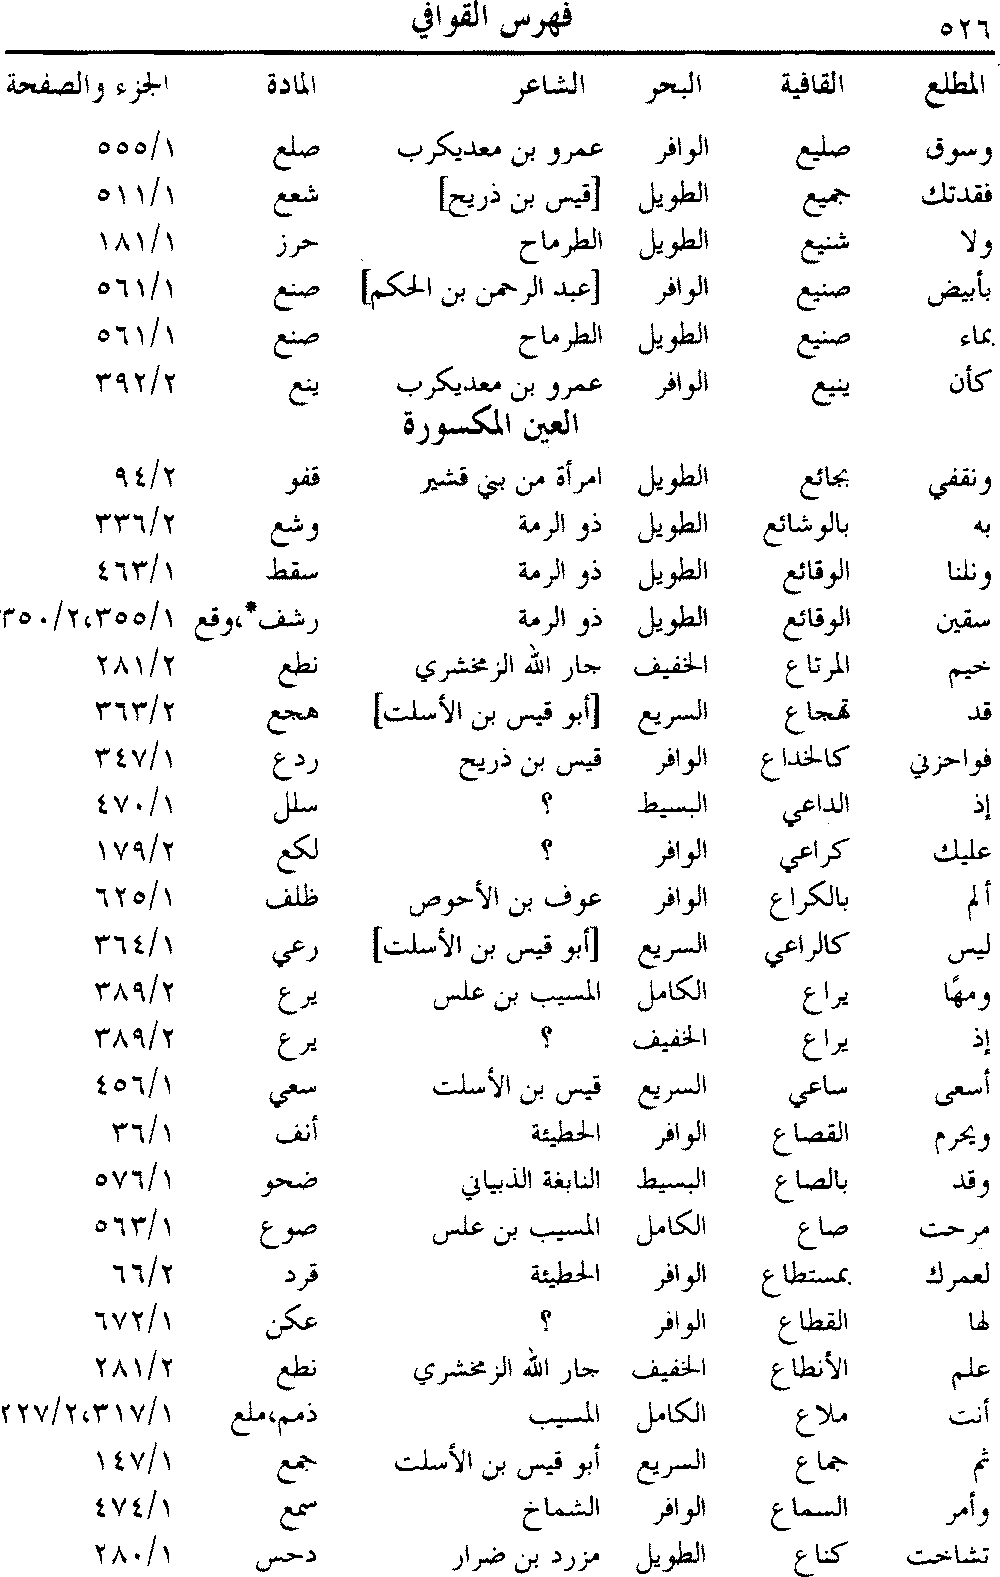 ٥٢٦ فهرس القوافي
المطلع القافية البحر الشاعر المادة الجزء والصفحة
وسوق صليع الوافر عمرو بن معديكرب صلع ٥٥٥/١
فقدتك جميع الطويل [قيس بن ذريح] شعع ٥١١/١
ولا شنيع الطويل الطرماح حرز ١٨١/١
بأبيض صنيع الوافر [عبد الرحمن بن الحكم] صنع ٥٦١/١
بماء صنيع الطويل الطرماح صنع ٥٦١/١
كأن ينيع الوافر عمرو بن معديكرب ينع ٣٩٢/٢
العين المكسورة
ونقفي بجائع الطويل امرأة من بني قشير قفو ٩٤/٢
به بالوشائع الطويل ذو الرمة وشع ٣٣٦/٢
ونلنا الوقائع الطويل ذو الرمة سقط ٤٦٣/١
سقين الوقائع الطويل ذو الرمة رشف*،وقع ٣٥٠/٢،٣٥٥/١
خيم المرتاع الخفيف جار الله الزمخشري نطع ٢٨١/٢
قد تهجاع السريع [أبو قيس بن الأسلت] هجع ٣٦٣/٢
فواحزني كالخداع الوافر قيس بن ذريح ردع ٣٤٧/١
إذ الداعي البسيط ؟ سلل ٤٧٠/١
عليك كراعي الوافر ؟ لكع ١٧٩/٢
ألم بالكراع الوافر عوف بن الأحوص ظلف ٦٢٥/١
ليس كالراعي السريع [أبو قيس بن الأسلت] رعي ٣٦٤/١
ومهًا يراع الكامل المسيب بن علس يرع ٣٨٩/٢
إذ يراع الخفيف ؟ يرع ٣٨٩/٢
أسعى ساعي السريع قيس بن الأسلت سعي ٤٥٦/١
ويحرم القصاع الوافر الحطيئة أنف ٣٦/١
وقد بالصاع البسيط النابغة الذبياني ضحو ٥٧٦/١
مرحت صاع الكامل المسيب بن علس صوع ٥٦٣/١
لعمرك بمستطاع الوافر الحطيئة قرد ٦٦/٢
لها القطاع الوافر ؟ عكن ٦٧٢/١
علم الأنطاع الخفيف جار الله الزمخشري نطع ٢٨١/٢
أنت ملاع الكامل المسيب ذمم،ملع ٢٢٧/٢،٣١٧/١
ثم جماع السريع أبو قيس بن الأسلت جمع ١٤٧/١
وأمر السماع الوافر الشماخ سمع ٤٧٤/١
تشاخت كناع الطويل مزرد بن ضرار دحس ٢٨٠/١